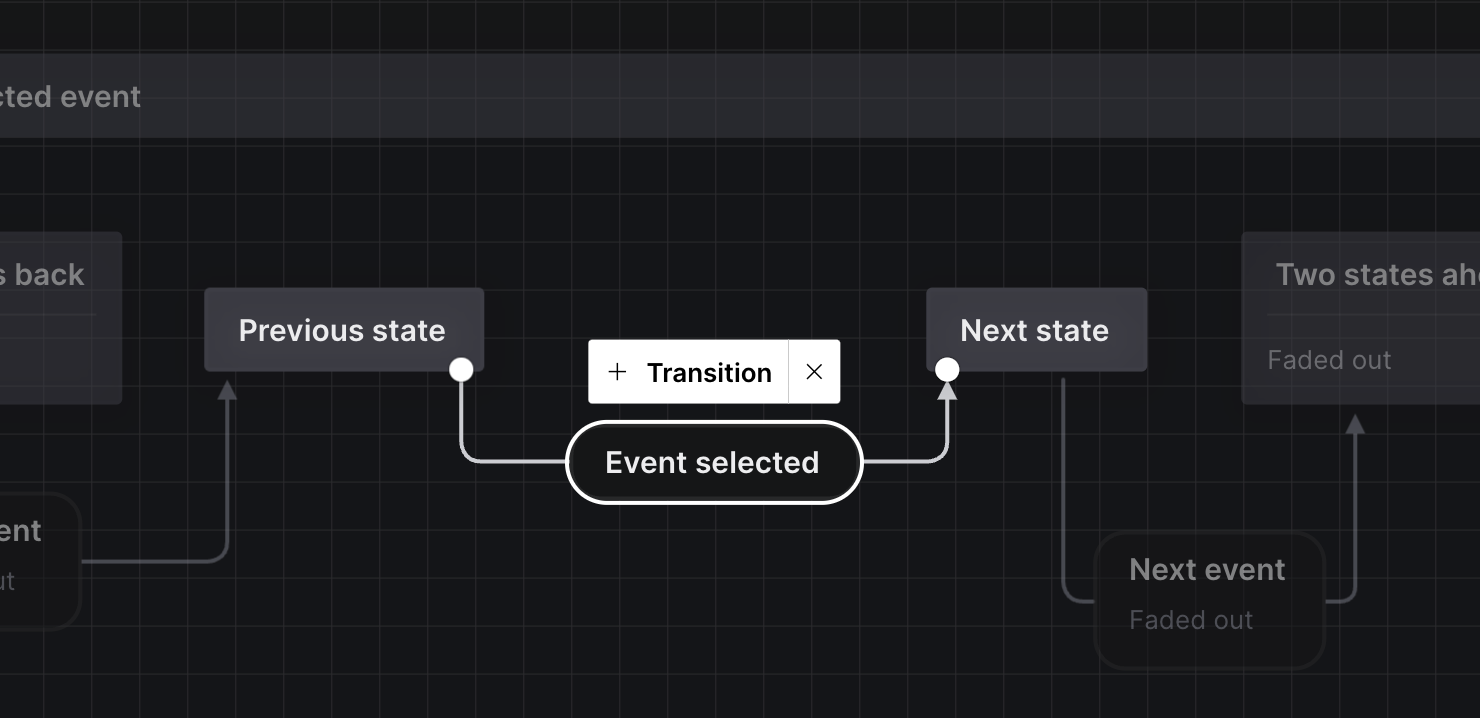 cted event
s back
Previous state
Next state
Two states ah
Faded out
Transition
Event selected
ent
ut
Next event
Faded out